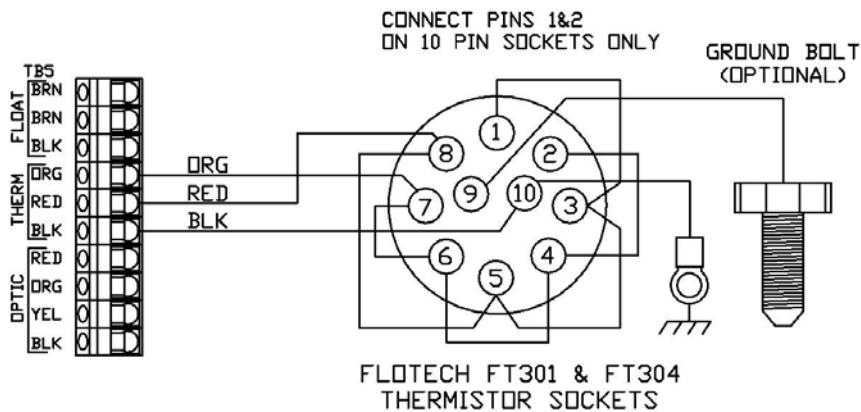 CONNECT PINS 1&2
ON 10 PIN SOCKETS ONLY
GROUND BOLT
(OPTIONAL)
TB5
FLOAT
BRN
BRN
BLK
THERM
ORG
RED
BLK
OPTIC
RED
ORG
YEL
BLK
ORG
RED
BLK
1
2
3
4
5
6
7
8
9
10
FLOTECH FT301 & FT304
THERMISTOR SOCKETS